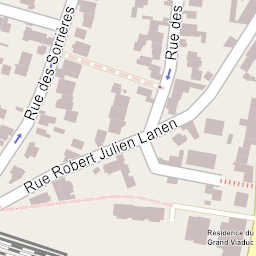 Rue des Sorrières
Rue des
Rue Robert Julien Lanen
Résidence du
Grand Viaduc